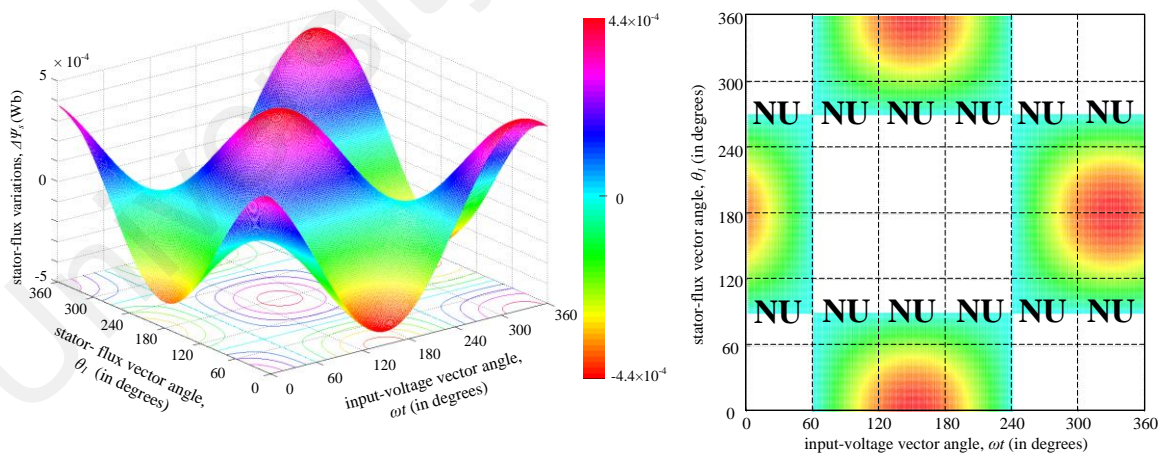 × 10⁻⁴
5
0
-5
stator-flux variations, ΔΨs (Wb)
360
300
240
180
120
60
0
stator- flux vector angle,
θ1 (in degrees)
0
60
120
180
240
300
360
input-voltage vector angle,
ωt (in degrees)
4.4×10⁻⁴
0
-4.4×10⁻⁴
360
300
240
180
120
60
0
stator-flux vector angle, θ1 (in degrees)
NU NU NU NU NU NU
NU NU NU NU NU NU
0 60 120 180 240 300 360
input-voltage vector angle, ωt (in degrees)